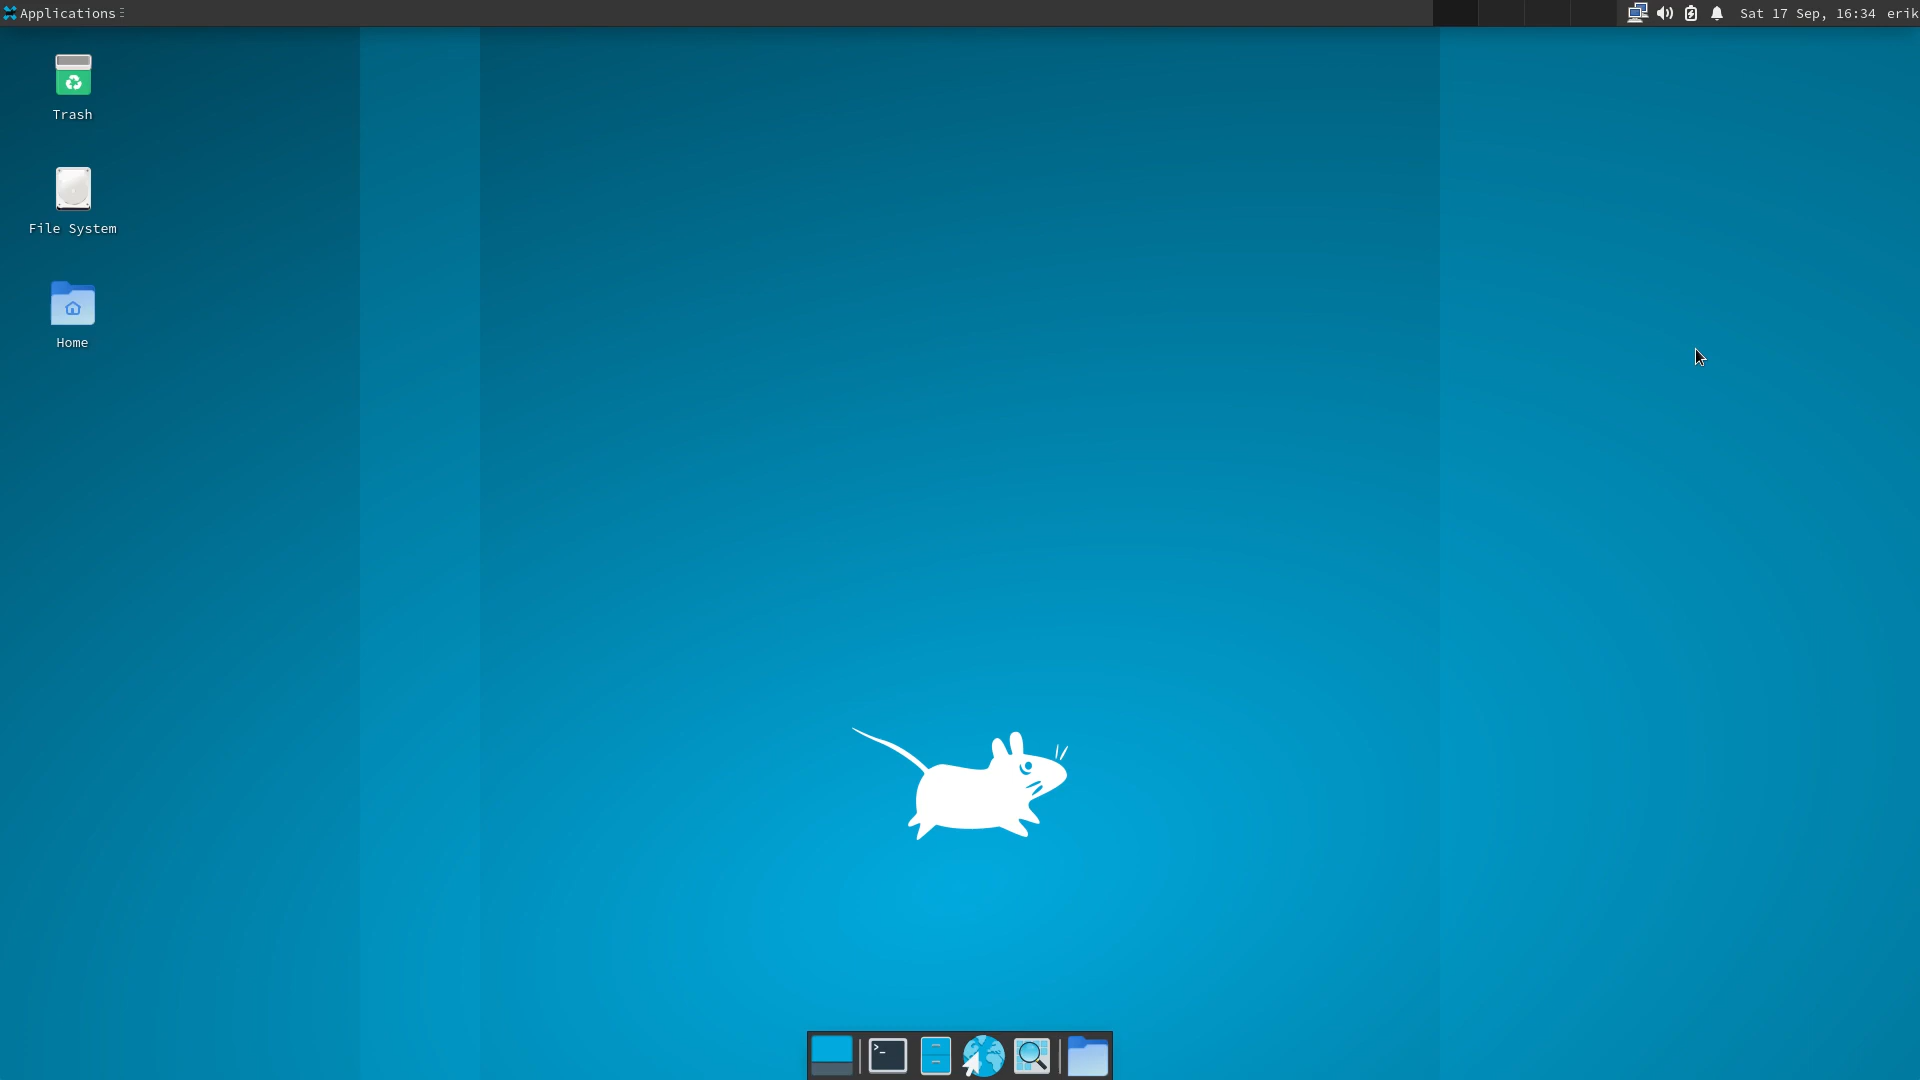 Applications
Sat 17 Sep, 16:34 erik
Trash
File System
Home